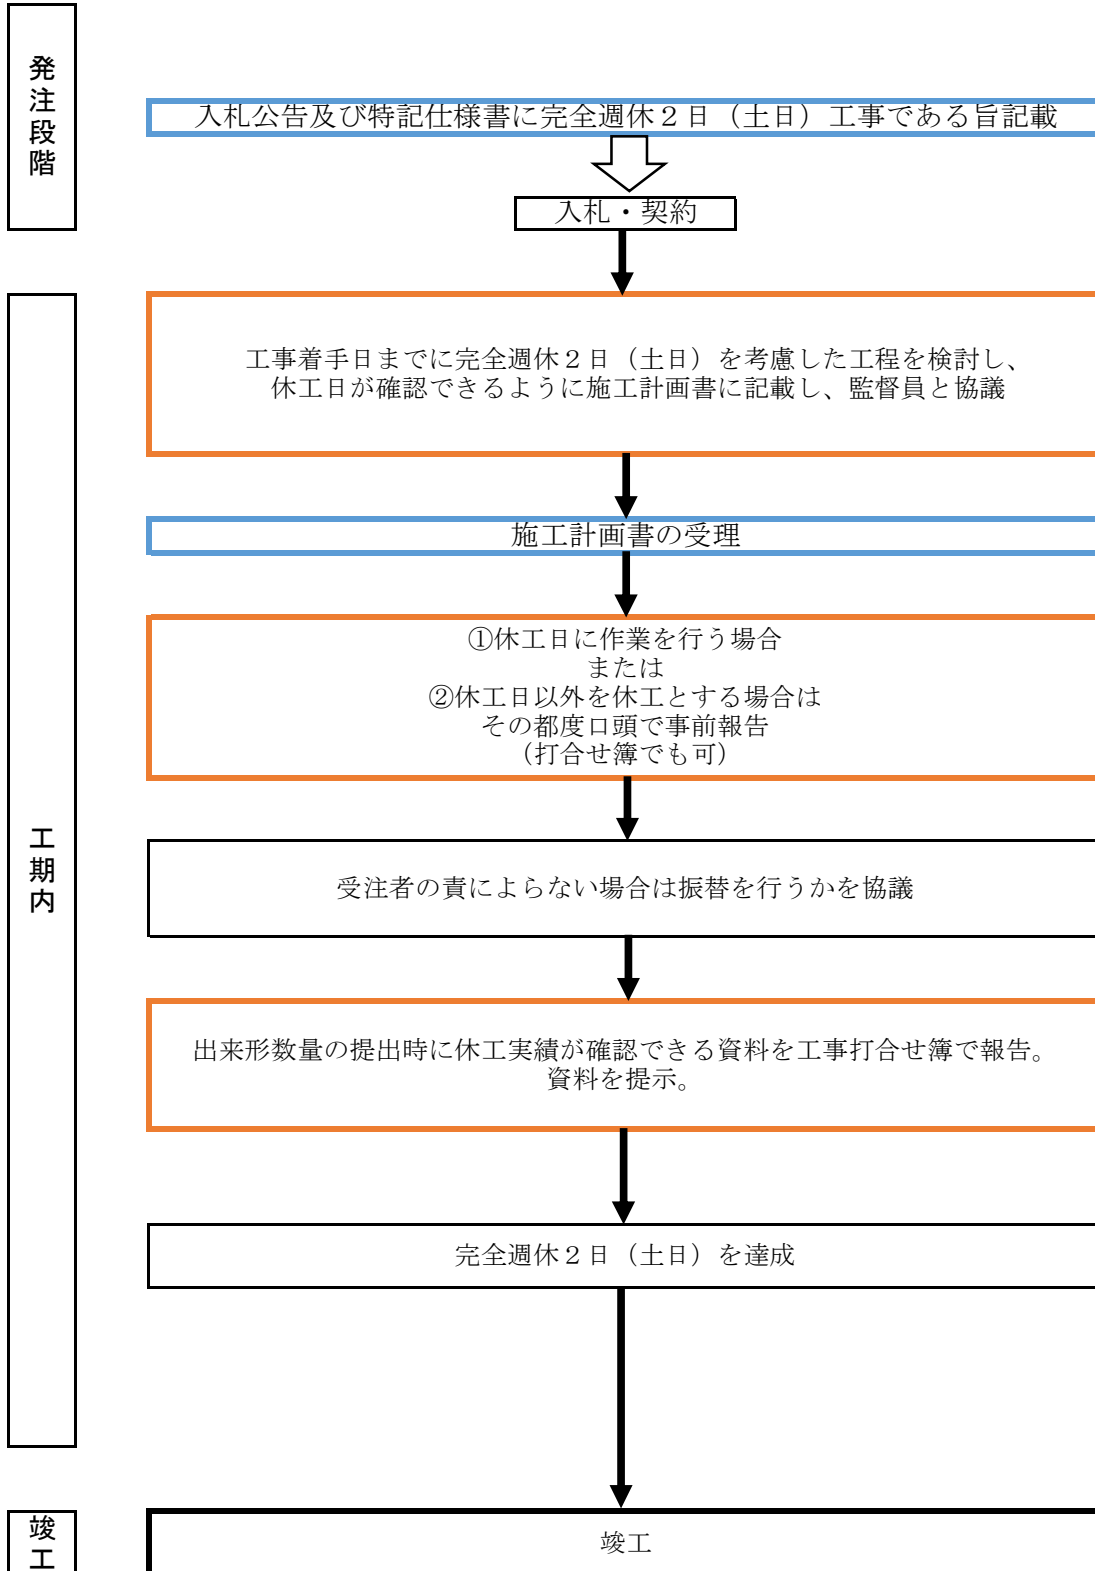 発注段階
入札公告及び特記仕様書に完全週休２日（土日）工事である旨記載
入札・契約
工期内
工事着手日までに完全週休２日（土日）を考慮した工程を検討し、
休工日が確認できるように施工計画書に記載し、監督員と協議
施工計画書の受理
①休工日に作業を行う場合
または
②休工日以外を休工とする場合は
その都度口頭で事前報告
（打合せ簿でも可）
受注者の責によらない場合は振替を行うかを協議
出来形数量の提出時に休工実績が確認できる資料を工事打合せ簿で報告。
資料を提示。
完全週休２日（土日）を達成
竣工
竣工